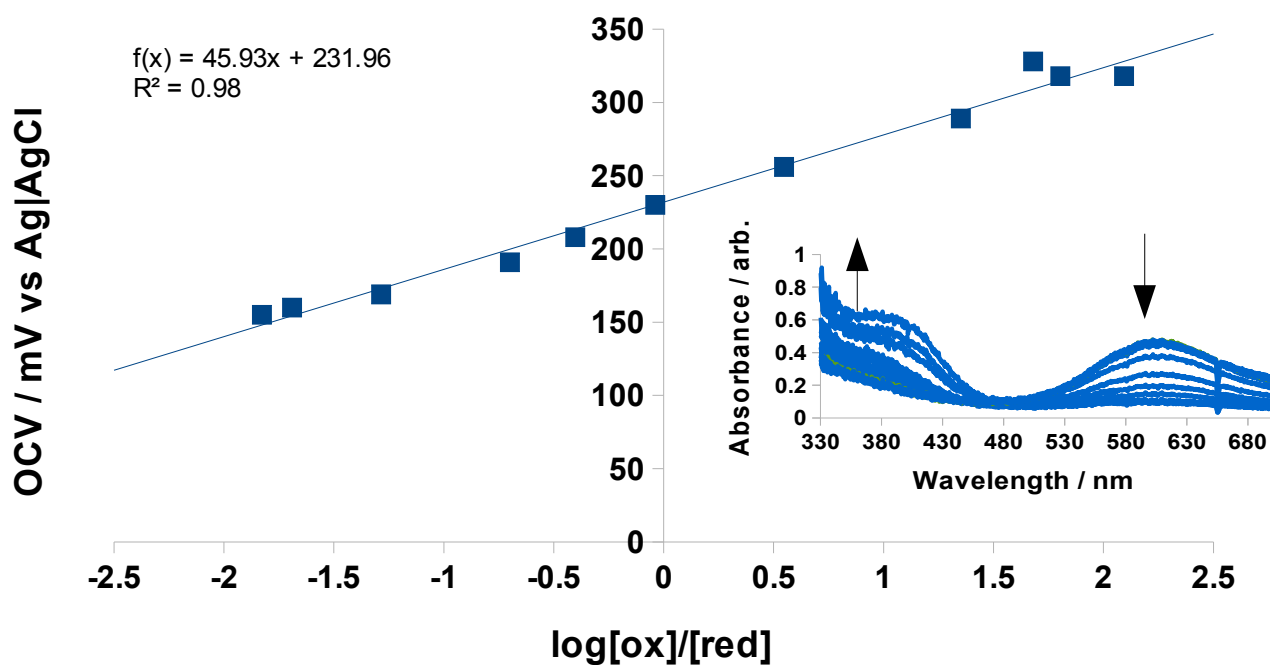 f(x) = 45.93x + 231.96
R² = 0.98
OCV / mV vs Ag|AgCl
350
300
250
200
150
100
50
0
-2.5 -2 -1.5 -1 -0.5 0 0.5 1 1.5 2 2.5
log[ox]/[red]
Absorbance / arb.
1
0.8
0.6
0.4
0.2
0
330 380 430 480 530 580 630 680
Wavelength / nm